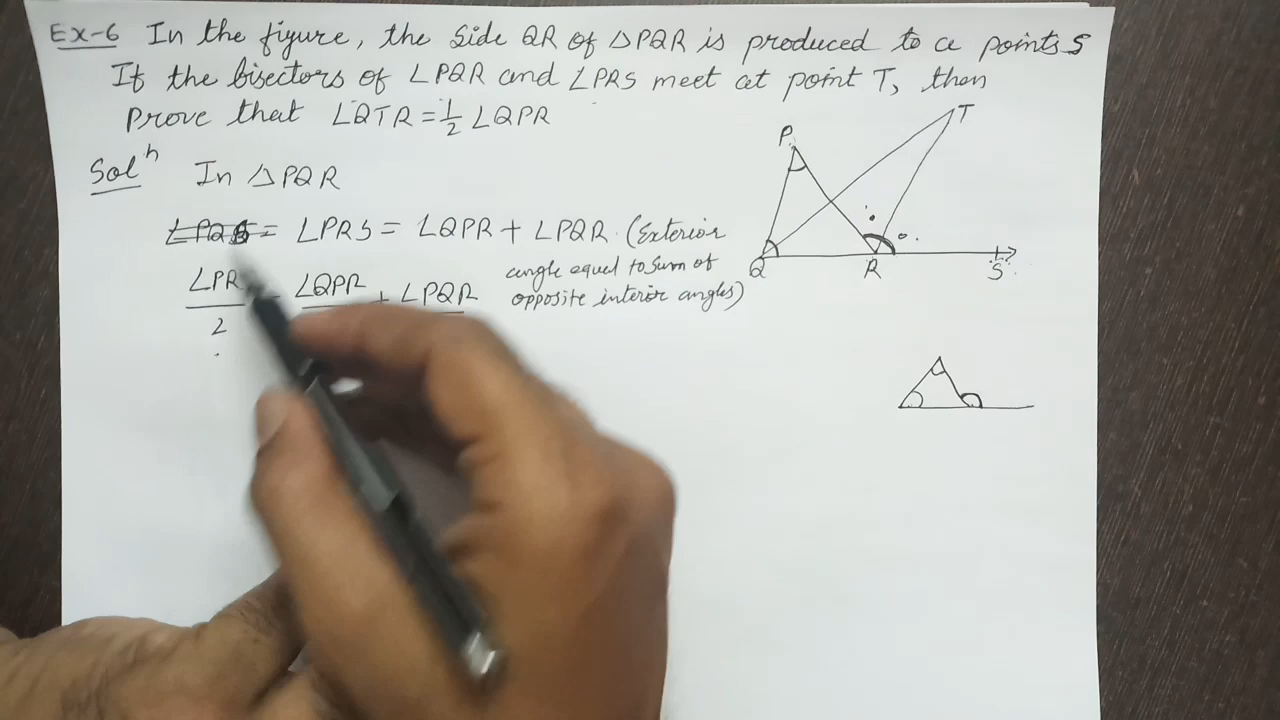 Ex-6 In the figure, the Side QR of △PQR is produced to a points S
If the bisectors of ∠PQR and ∠PRS meet at point T, then
Prove that ∠QTR = 1/2 ∠QPR
Solⁿ In △PQR
= ∠PRS = ∠QPR + ∠PQR. (Exterior
angle equal to sum of
opposite interior angles)
∠PR ∠QPR + ∠PQR
2
P
T
Q
R
S